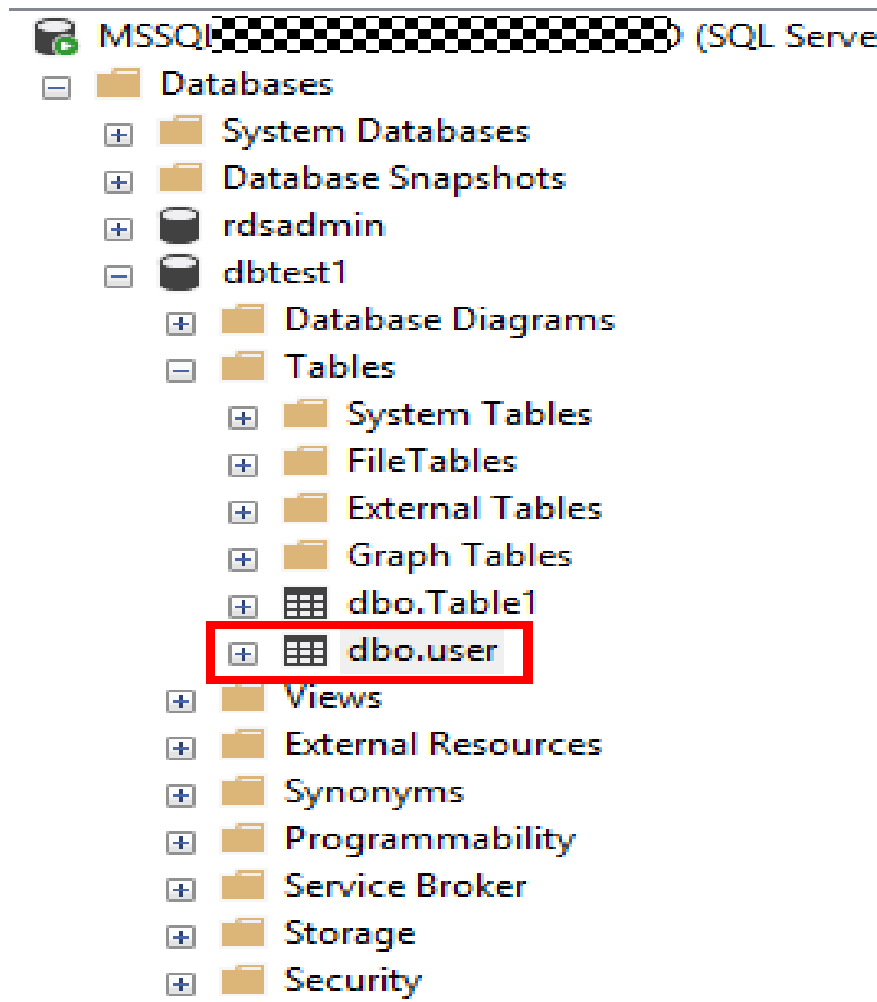 MSSQL (SQL Serve
Databases
System Databases
Database Snapshots
rdsadmin
dbtest1
Database Diagrams
Tables
System Tables
FileTables
External Tables
Graph Tables
dbo.Table1
dbo.user
Views
External Resources
Synonyms
Programmability
Service Broker
Storage
Security